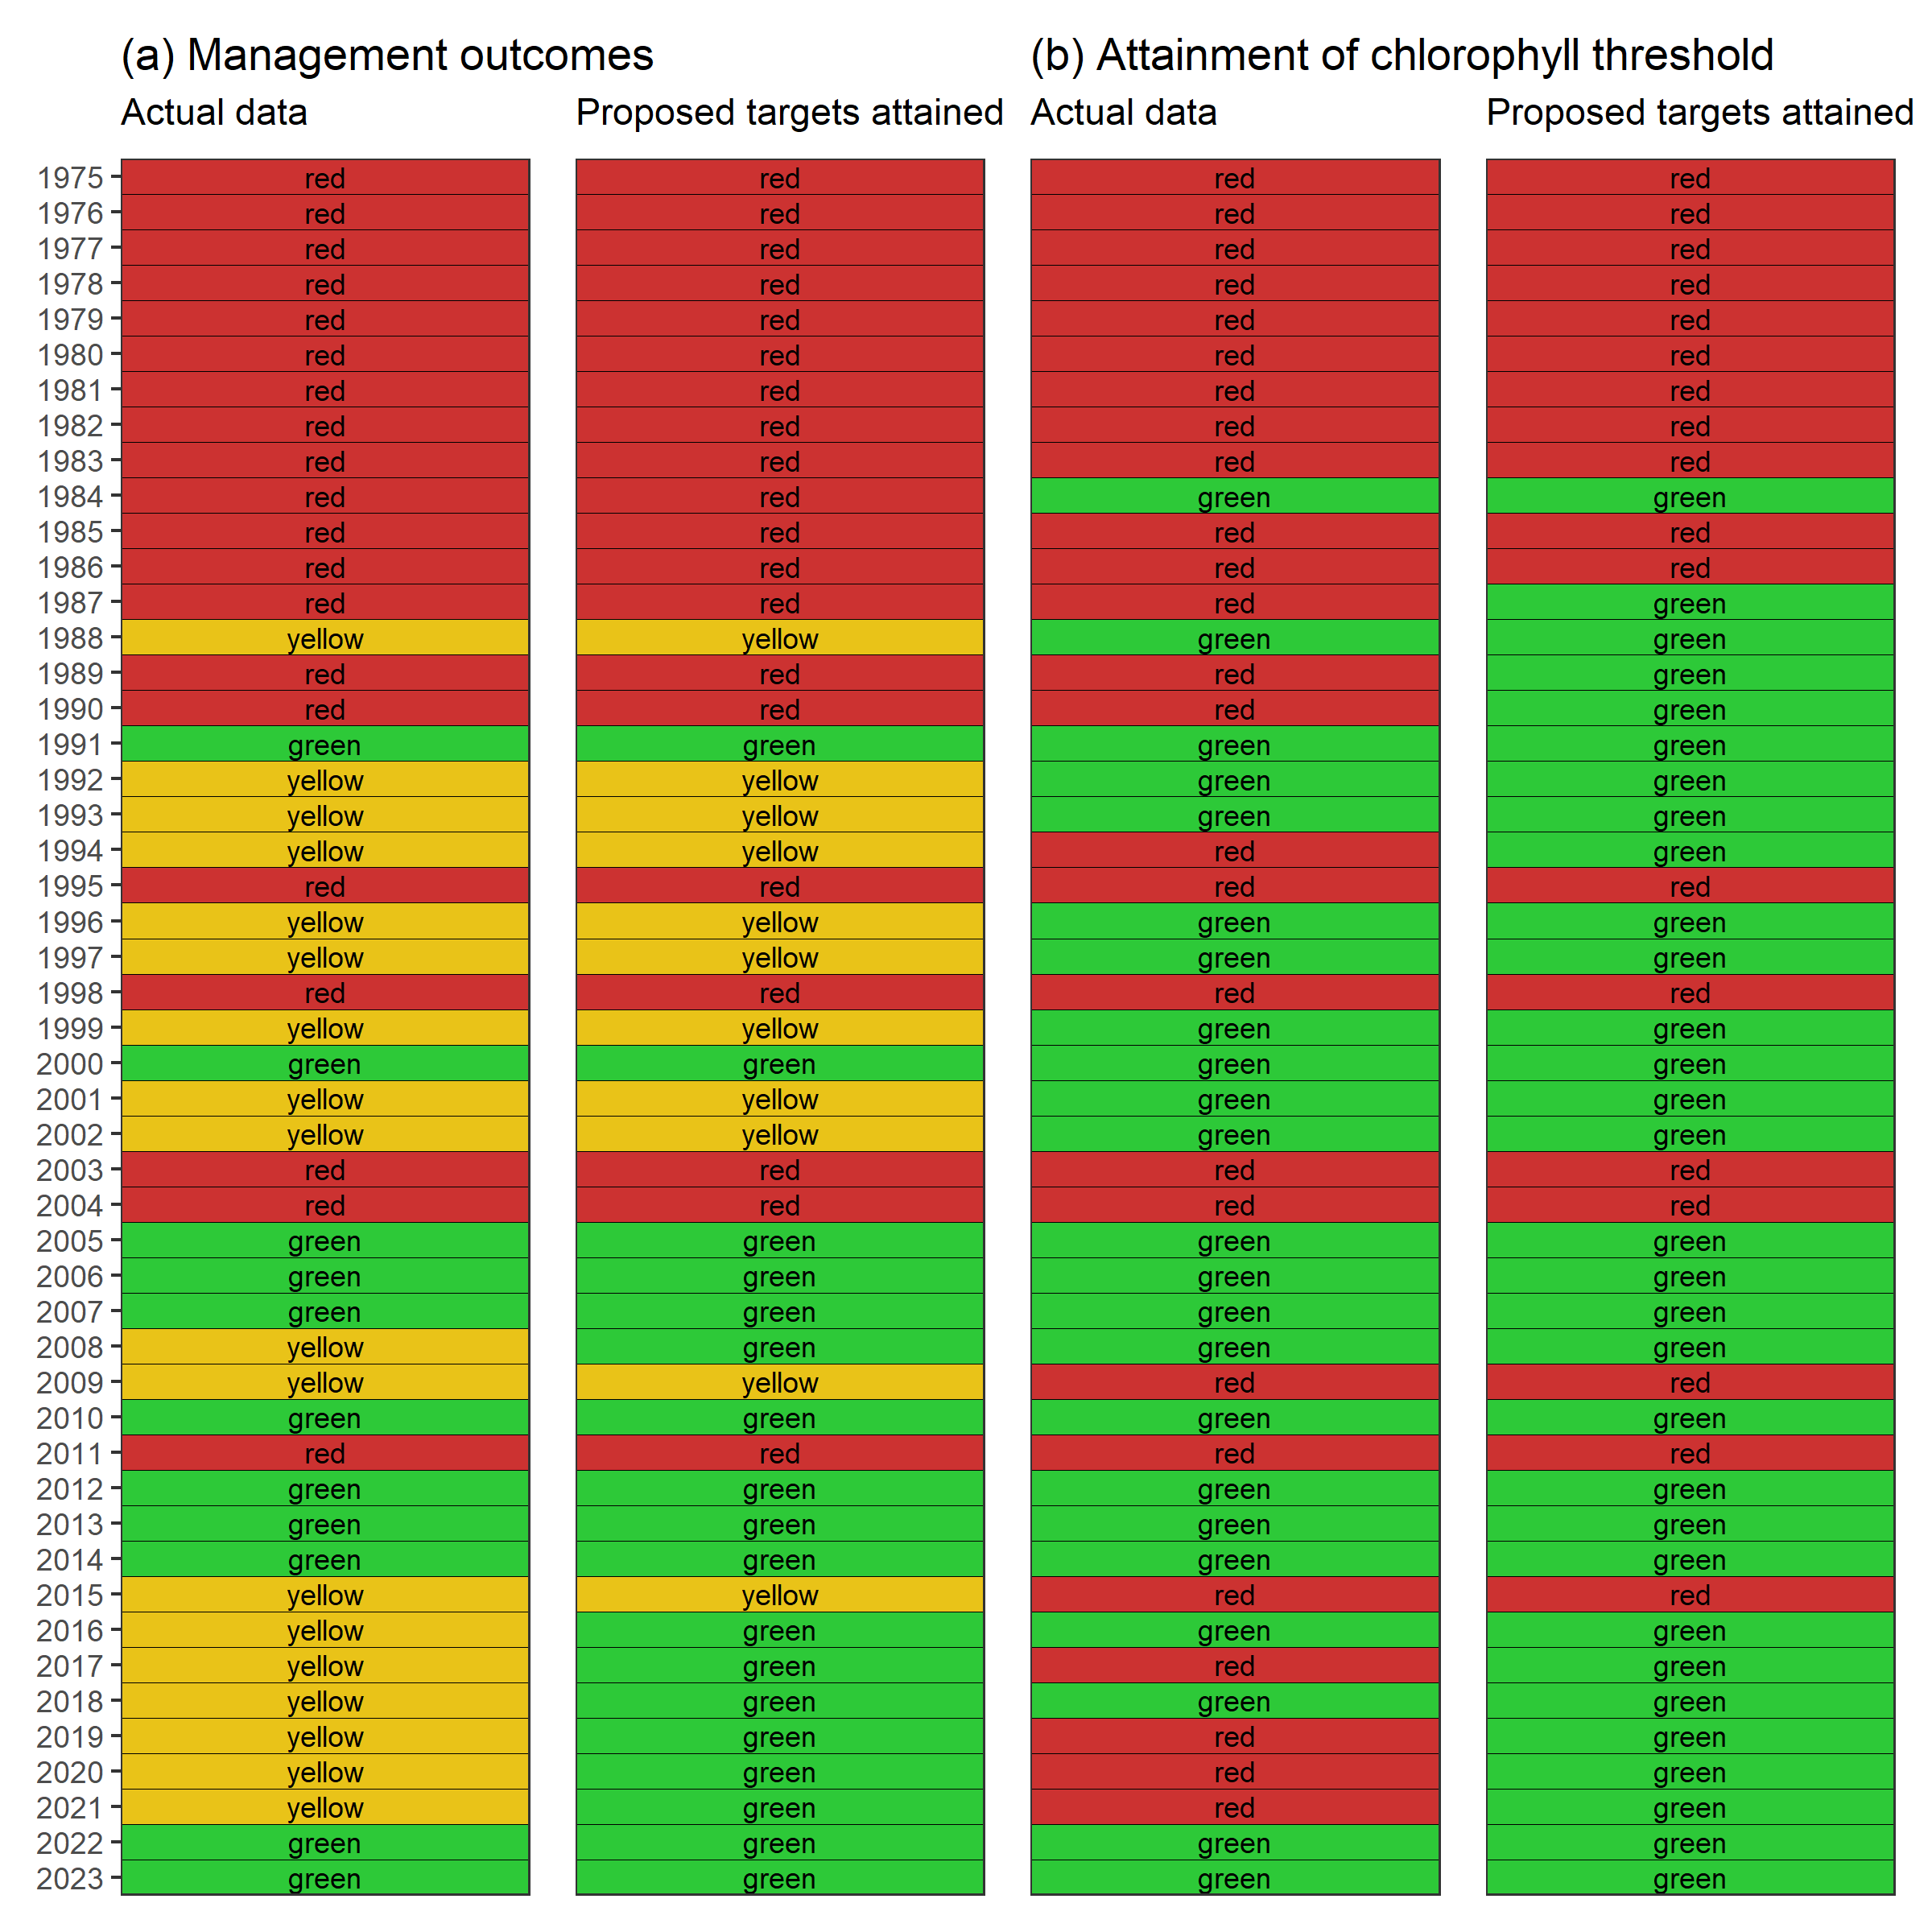 (a) Management outcomes (b) Attainment of chlorophyll threshold
Actual data Proposed targets attained Actual data Proposed targets attained
1975 red red red red
1976 red red red red
1977 red red red red
1978 red red red red
1979 red red red red
1980 red red red red
1981 red red red red
1982 red red red red
1983 red red red red
1984 red red green green
1985 red red red red
1986 red red red red
1987 red red red green
1988 yellow yellow green green
1989 red red red green
1990 red red red green
1991 green green green green
1992 yellow yellow green green
1993 yellow yellow green green
1994 yellow yellow red green
1995 red red red red
1996 yellow yellow green green
1997 yellow yellow green green
1998 red red red red
1999 yellow yellow green green
2000 green green green green
2001 yellow yellow green green
2002 yellow yellow green green
2003 red red red red
2004 red red red red
2005 green green green green
2006 green green green green
2007 green green green green
2008 yellow green green green
2009 yellow yellow red red
2010 green green green green
2011 red red red red
2012 green green green green
2013 green green green green
2014 green green green green
2015 yellow yellow red red
2016 yellow green green green
2017 yellow green red green
2018 yellow green green green
2019 yellow green red green
2020 yellow green red green
2021 yellow green red green
2022 green green green green
2023 green green green green